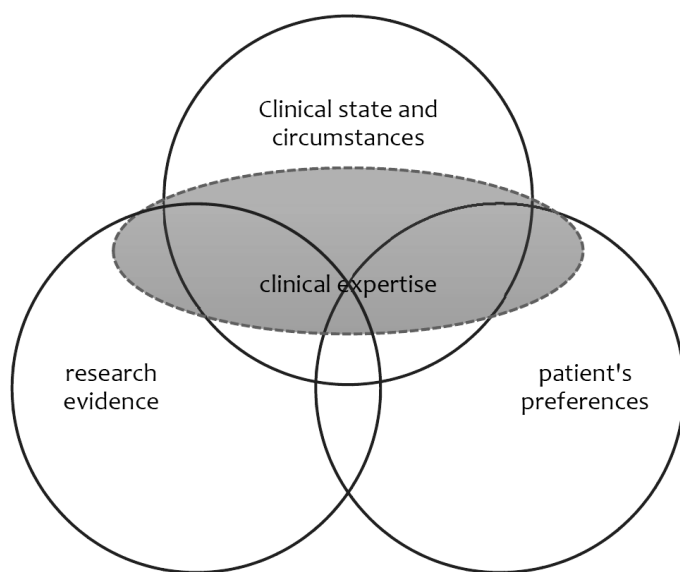 Clinical state and
circumstances
clinical expertise
research
evidence
patient's
preferences